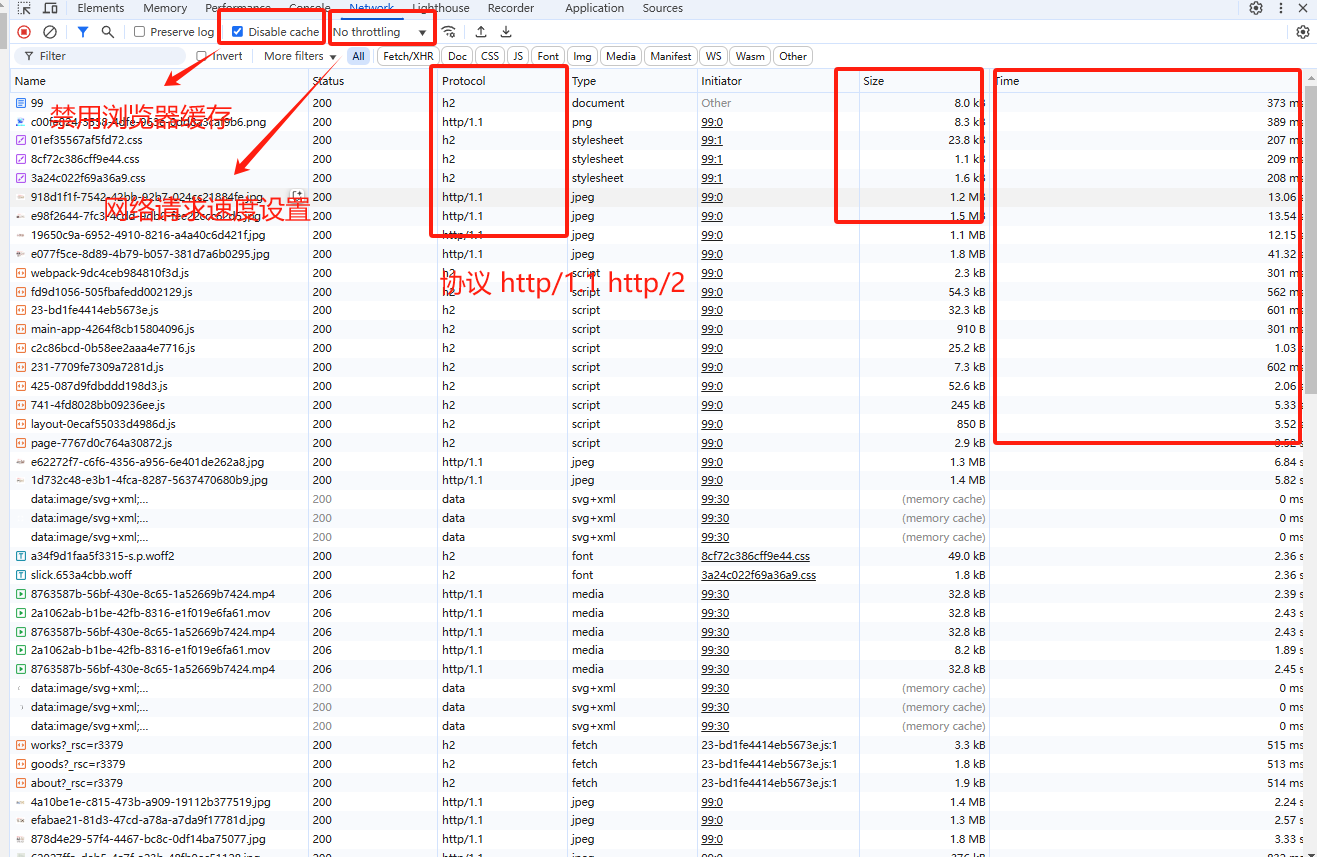 Elements Memory Performance Console Network Lighthouse Recorder Application Sources
Preserve log Disable cache No throttling
Filter Invert More filters All Fetch/XHR Doc CSS JS Font Img Media Manifest WS Wasm Other
Name Status Protocol Type Initiator Size Time
99 200 h2 document Other 8.0 kB 373 ms
200 http/1.1 png 99:0 8.3 kB 389 ms
禁用浏览器缓存
01ef35567af5fd72.css 200 h2 stylesheet 99:1 23.8 kB 207 ms
8cf72c386cff9e44.css 200 h2 stylesheet 99:1 1.1 kB 209 ms
3a24c022f69a36a9.css 200 h2 stylesheet 99:1 1.6 kB 208 ms
200 http/1.1 jpeg 99:0 1.2 MB 13.06
网络请求速度设置
200 http/1.1 jpeg 99:0 1.5 MB 13.54
19650c9a-6952-4910-8216-a4a40c6d421f.jpg 200 http/1.1 jpeg 99:0 1.1 MB 12.15
e077f5ce-8d89-4b79-b057-381d7a6b0295.jpg 200 http/1.1 jpeg 99:0 1.8 MB 41.32
webpack-9dc4ceb984810f3d.js 200 h2 script 99:0 2.3 kB 301 ms
协议 http/1.1 http/2
fd9d1056-505fbafedd002129.js 200 h2 script 99:0 54.3 kB 562 ms
23-bd1fe4414eb5673e.js 200 h2 script 99:0 32.3 kB 601 ms
main-app-4264f8cb15804096.js 200 h2 script 99:0 910 B 301 ms
c2c86bcd-0b58ee2aaa4e7716.js 200 h2 script 99:0 25.2 kB 1.03 s
231-7709fe7309a7281d.js 200 h2 script 99:0 7.3 kB 602 ms
425-087d9fdbddd198d3.js 200 h2 script 99:0 52.6 kB 2.06 s
741-4fd8028bb09236ee.js 200 h2 script 99:0 245 kB 5.33 s
layout-0ecaf55033d4986d.js 200 h2 script 99:0 850 B 3.52 s
page-7767d0c764a30872.js 200 h2 script 99:0 2.9 kB 3.52 s
e62272f7-c6f6-4356-a956-6e401de262a8.jpg 200 http/1.1 jpeg 99:0 1.3 MB 6.84 s
1d732c48-e3b1-4fca-8287-5637470680b9.jpg 200 http/1.1 jpeg 99:0 1.4 MB 5.82 s
data:image/svg+xml;... 200 data svg+xml 99:30 (memory cache) 0 ms
data:image/svg+xml;... 200 data svg+xml 99:30 (memory cache) 0 ms
data:image/svg+xml;... 200 data svg+xml 99:30 (memory cache) 0 ms
a34f9d1faa5f3315-s.p.woff2 200 h2 font 8cf72c386cff9e44.css 49.0 kB 2.36 s
slick.653a4cbb.woff 200 h2 font 3a24c022f69a36a9.css 1.8 kB 2.36 s
8763587b-56bf-430e-8c65-1a52669b7424.mp4 206 http/1.1 media 99:30 32.8 kB 2.39 s
2a1062ab-b1be-42fb-8316-e1f019e6fa61.mov 206 http/1.1 media 99:30 32.8 kB 2.43 s
8763587b-56bf-430e-8c65-1a52669b7424.mp4 206 http/1.1 media 99:30 32.8 kB 2.43 s
2a1062ab-b1be-42fb-8316-e1f019e6fa61.mov 206 http/1.1 media 99:30 8.2 kB 1.89 s
8763587b-56bf-430e-8c65-1a52669b7424.mp4 206 http/1.1 media 99:30 32.8 kB 2.45 s
data:image/svg+xml;... 200 data svg+xml 99:30 (memory cache) 0 ms
data:image/svg+xml;... 200 data svg+xml 99:30 (memory cache) 0 ms
data:image/svg+xml;... 200 data svg+xml 99:30 (memory cache) 0 ms
works?_rsc=r3379 200 h2 fetch 23-bd1fe4414eb5673e.js:1 3.3 kB 515 ms
goods?_rsc=r3379 200 h2 fetch 23-bd1fe4414eb5673e.js:1 1.8 kB 513 ms
about?_rsc=r3379 200 h2 fetch 23-bd1fe4414eb5673e.js:1 1.9 kB 514 ms
4a10be1e-c815-473b-a909-19112b377519.jpg 200 http/1.1 jpeg 99:0 1.4 MB 2.24 s
efabae21-81d3-47cd-a78a-a7da9f17781d.jpg 200 http/1.1 jpeg 99:0 1.3 MB 2.57 s
878d4e29-57f4-4467-bc8c-0df14ba75077.jpg 200 http/1.1 jpeg 99:0 1.8 MB 3.33 s